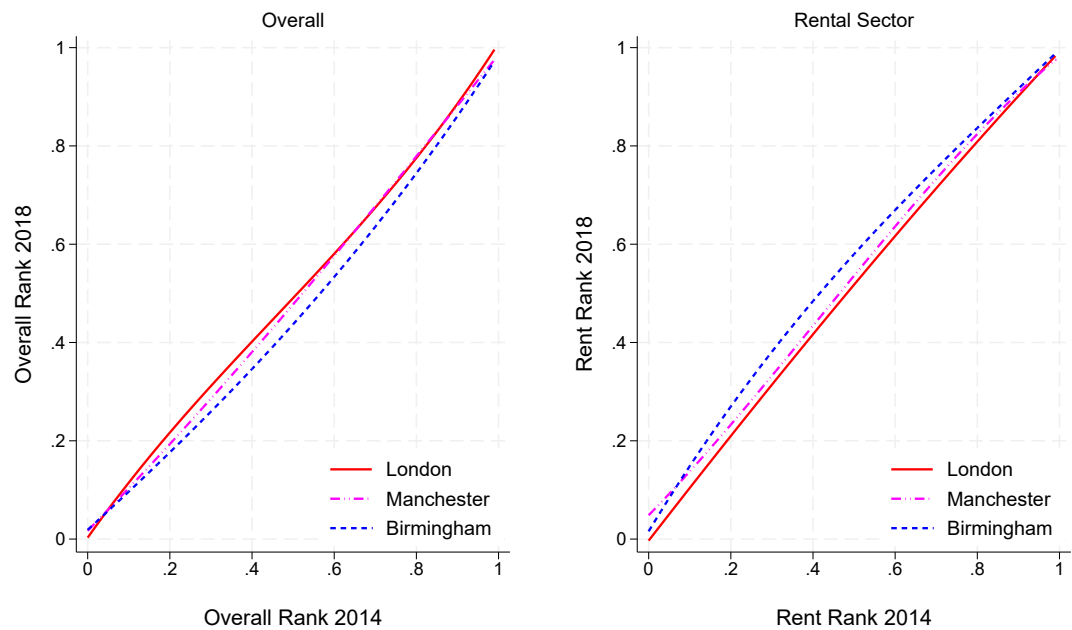 Overall
Overall Rank 2018
1
.8
.6
.4
.2
0
London
Manchester
Birmingham
0 .2 .4 .6 .8 1
Overall Rank 2014
Rental Sector
Rent Rank 2018
1
.8
.6
.4
.2
0
London
Manchester
Birmingham
0 .2 .4 .6 .8 1
Rent Rank 2014